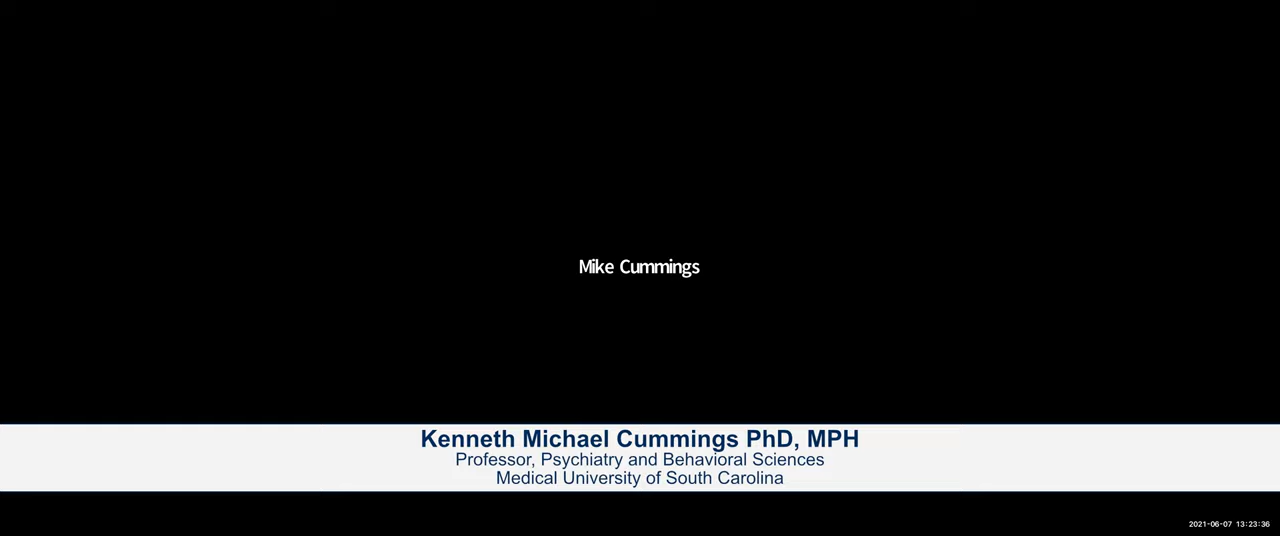 Mike Cummings
Kenneth Michael Cummings PhD, MPH
Professor, Psychiatry and Behavioral Sciences
Medical University of South Carolina
2021-06-07 13:23:36